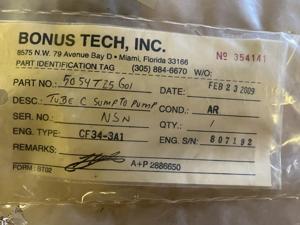 BONUS TECH, INC.
8575 N.W. 79 Avenue Bay D • Miami, Florida 33166
Nº 354141
PART IDENTIFICATION TAG (305) 884-6670 W/O:
PART NO.: 5054T25G01 DATE: FEB 23 2009
DESC.: TUBE C SUMP TO PUMP COND: AR
SER. NO. NSN QTY.: 1
ENG. TYPE: CF34-3A1 ENG. S/N: 807192
REMARKS:
FORM: BT02 A+P 2886650